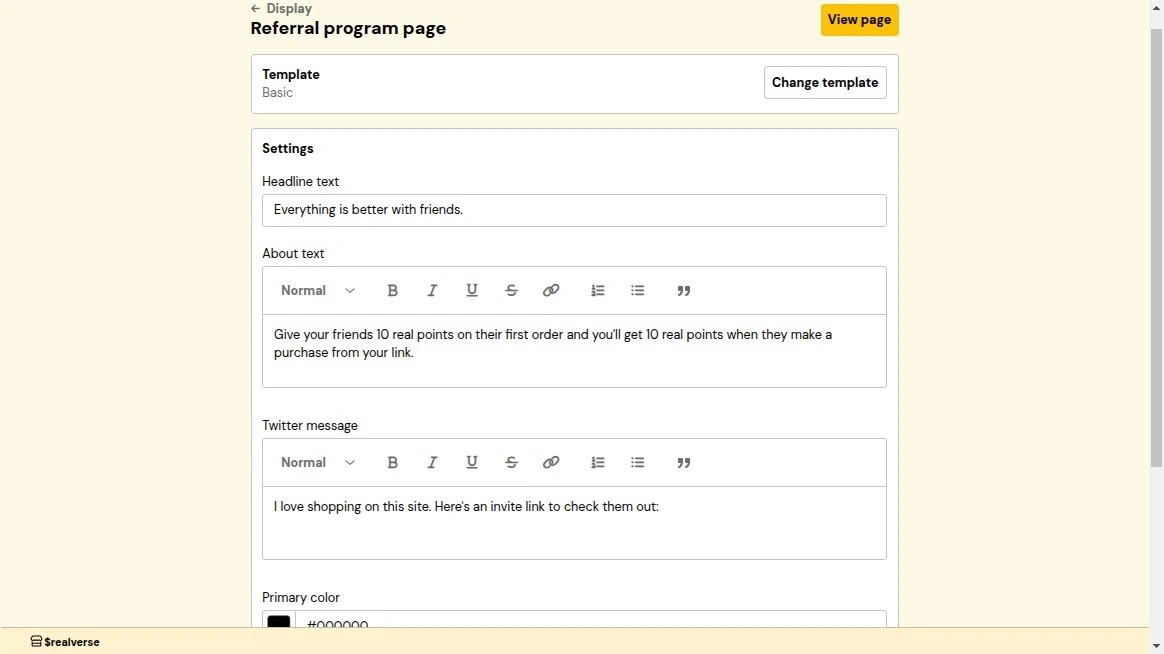 ← Display
Referral program page
View page
Template
Basic
Change template
Settings
Headline text
Everything is better with friends.
About text
Normal B I U S
Give your friends 10 real points on their first order and you'll get 10 real points when they make a
purchase from your link.
Twitter message
Normal B I U S
I love shopping on this site. Here's an invite link to check them out:
Primary color
#000000
$realverse